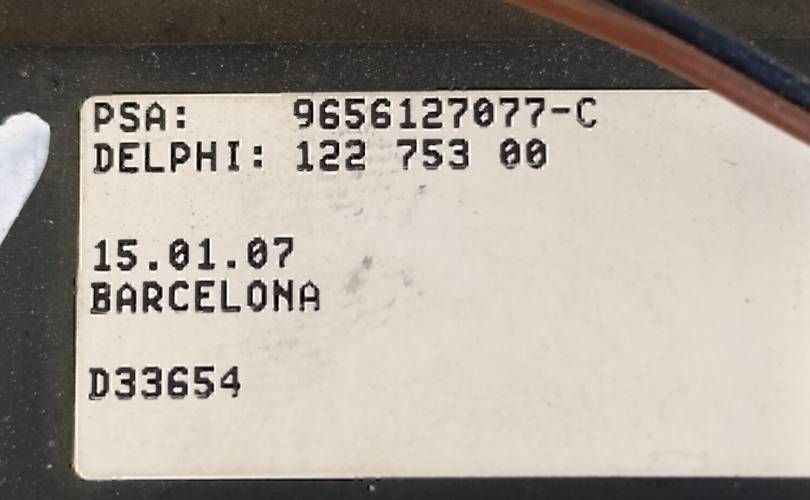 PSA: 9656127077-C
DELPHI: 122 753 00
15.01.07
BARCELONA
D33654